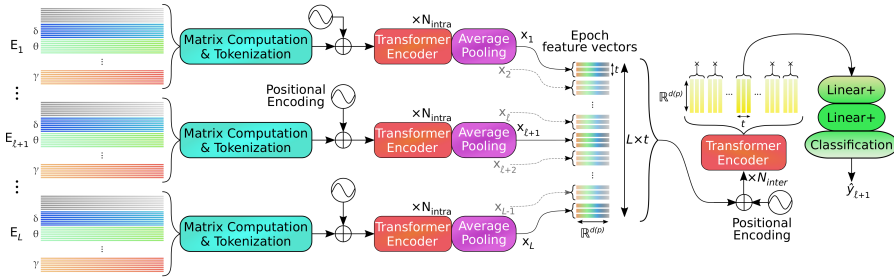 E1
δ
θ
⋮
γ
Matrix Computation
& Tokenization
×Nintra
Transformer
Encoder
Average
Pooling
x1
x2
Epoch
feature vectors
t
⋮
Eℓ+1
δ
θ
⋮
γ
Matrix Computation
& Tokenization
Positional
Encoding
×Nintra
Transformer
Encoder
Average
Pooling
xℓ
xℓ+1
xℓ+2
⋮
⋮
L×t
⋮
EL
δ
θ
⋮
γ
Matrix Computation
& Tokenization
×Nintra
Transformer
Encoder
Average
Pooling
xL-1
xL
ℝd(p)
× × × ×
ℝd(p)
... ...
t
Transformer
Encoder
×Ninter
Positional
Encoding
Linear+
Linear+
Classification
ŷℓ+1